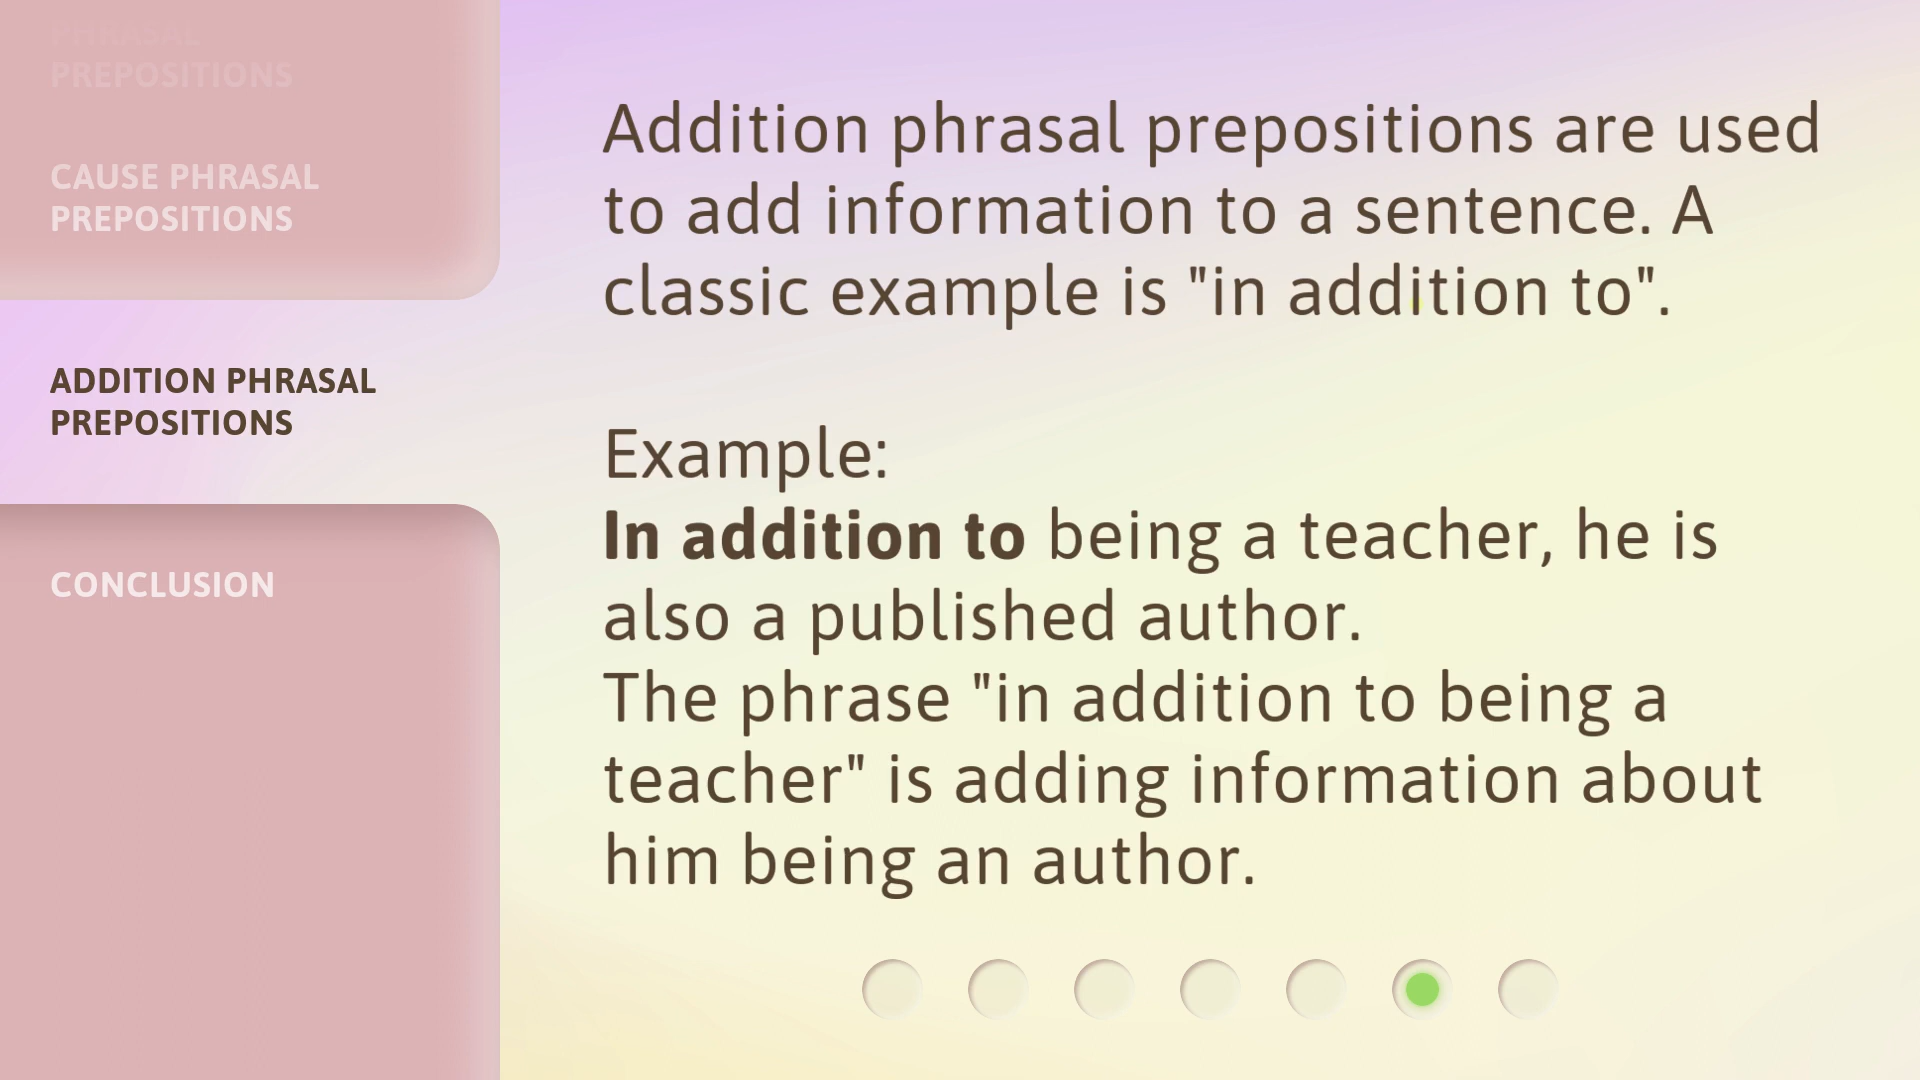 PHRASAL
PREPOSITIONS
CAUSE PHRASAL
PREPOSITIONS
ADDITION PHRASAL
PREPOSITIONS
CONCLUSION
Addition phrasal prepositions are used
to add information to a sentence. A
classic example is "in addition to".
Example:
In addition to being a teacher, he is
also a published author.
The phrase "in addition to being a
teacher" is adding information about
him being an author.